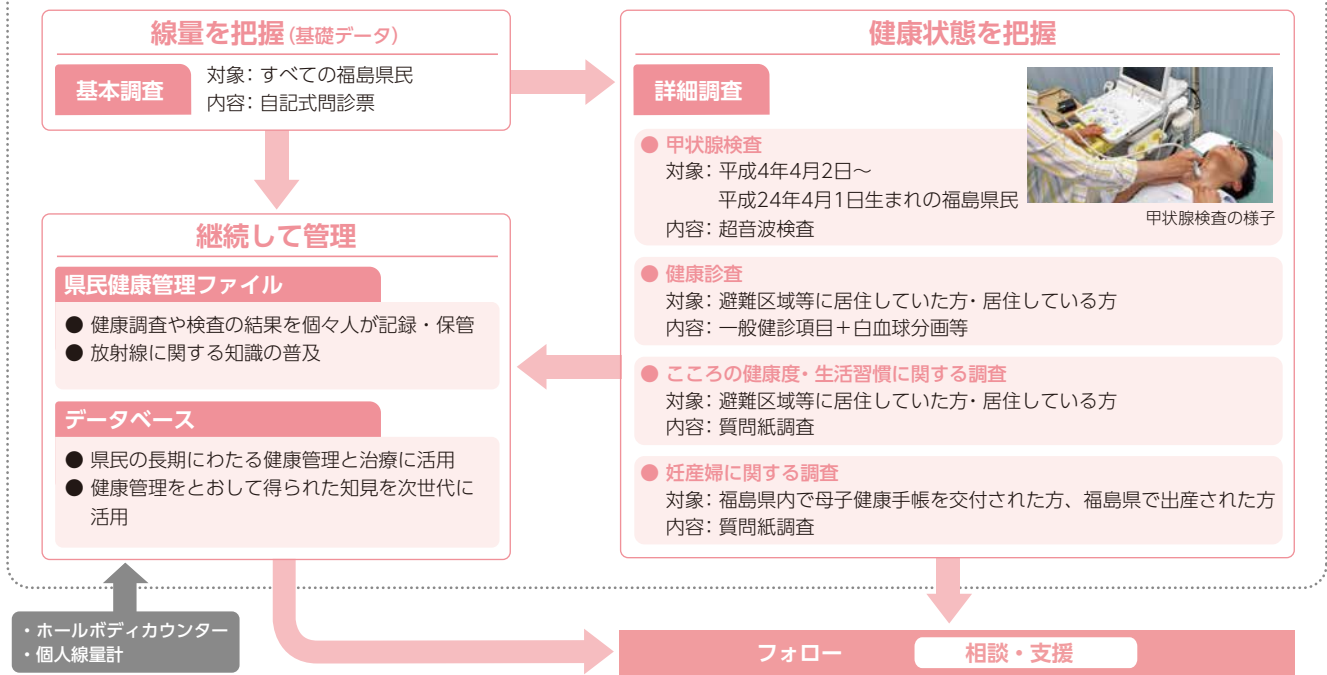 線量を把握(基礎データ)
基本調査
対象：すべての福島県民
内容：自記式問診票
継続して管理
県民健康管理ファイル
● 健康調査や検査の結果を個々人が記録・保管
● 放射線に関する知識の普及
データベース
● 県民の長期にわたる健康管理と治療に活用
● 健康管理をとおして得られた知見を次世代に
活用
健康状態を把握
詳細調査
● 甲状腺検査
対象：平成4年4月2日～
平成24年4月1日生まれの福島県民
内容：超音波検査
甲状腺検査の様子
● 健康診査
対象：避難区域等に居住していた方・居住している方
内容：一般健診項目＋白血球分画等
● こころの健康度・生活習慣に関する調査
対象：避難区域等に居住していた方・居住している方
内容：質問紙調査
● 妊産婦に関する調査
対象：福島県内で母子健康手帳を交付された方、福島県で出産された方
内容：質問紙調査
・ホールボディカウンター
・個人線量計
フォロー 相談・支援